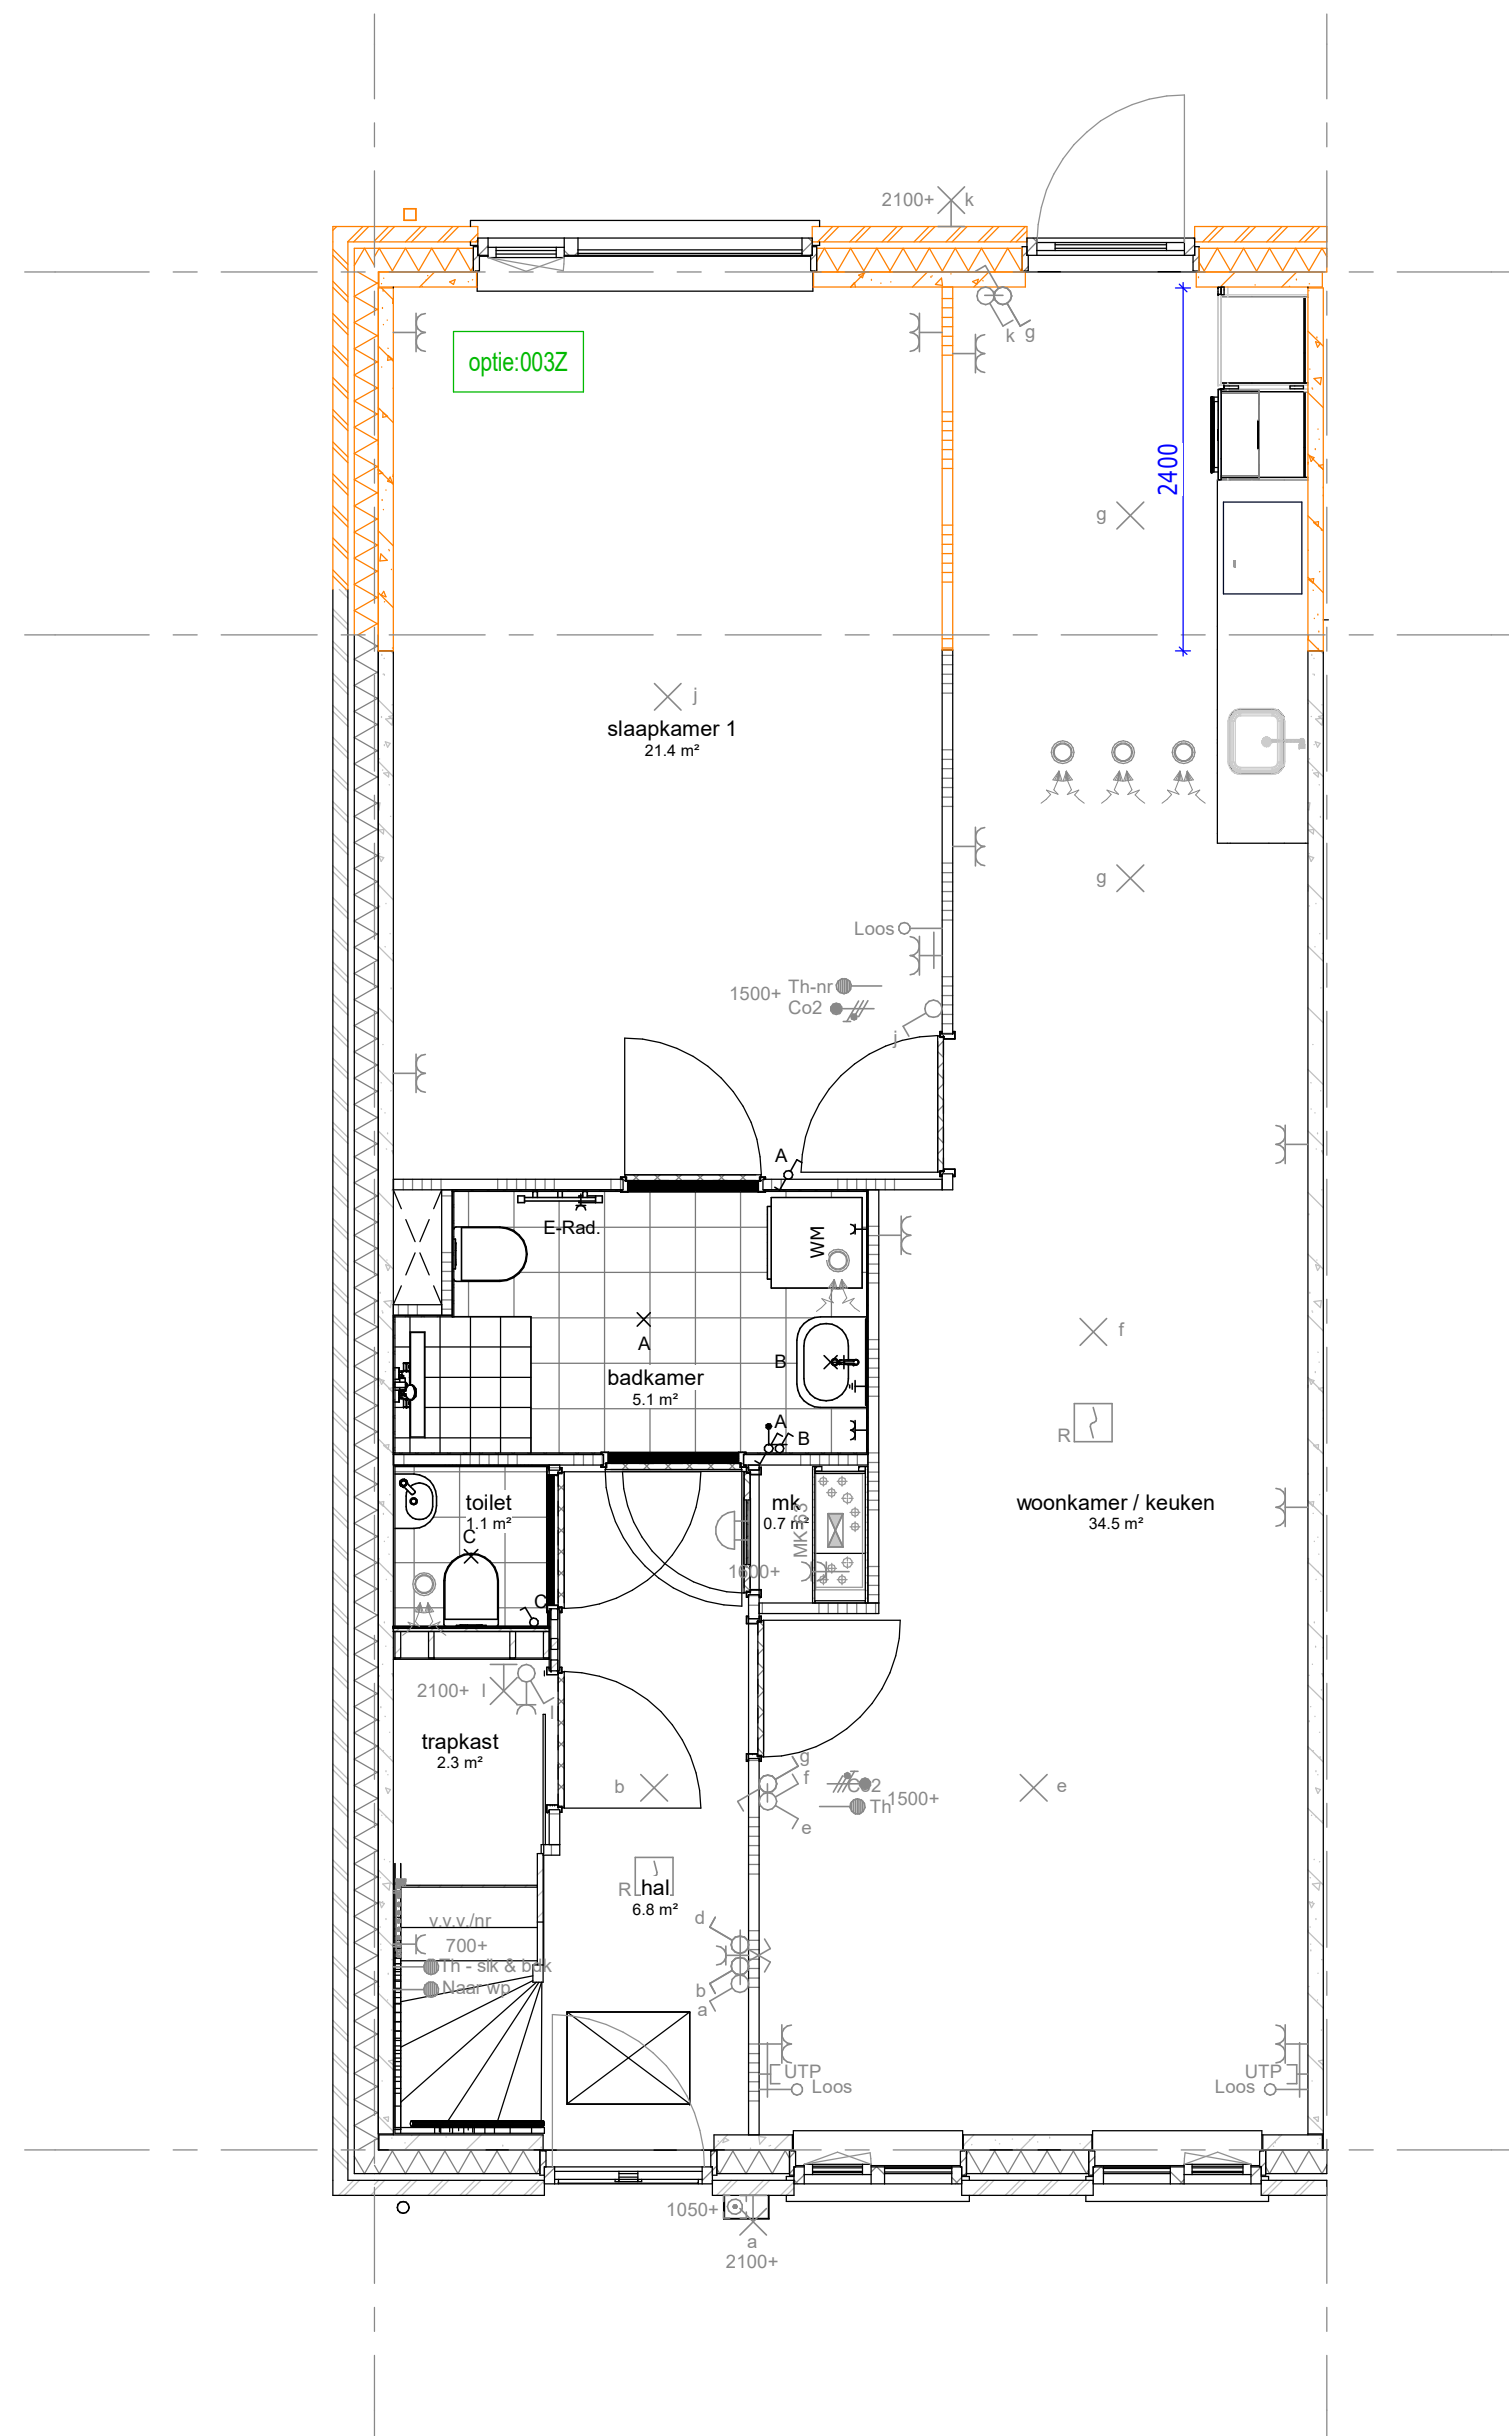 2100+ k
optie:003Z
k g
2400
g
j
slaapkamer 1
21.4 m²
g
Loos
1500+ Th-nr
Co2
j
A
E-Rad.
WM
A
B
f
badkamer
5.1 m²
A
B
R
toilet
1.1 m²
C
mk
0.7 m²
MK-63
woonkamer / keuken
34.5 m²
1600+
C
2100+ l
l
trapkast
2.3 m²
b
g
f
e
Co2
Th 1500+
e
R
hal
6.8 m²
d
v.v.v./nr
700+
Th - slk & bdk
Naar wp
b
a
UTP
Loos
UTP
Loos
1050+
a
2100+